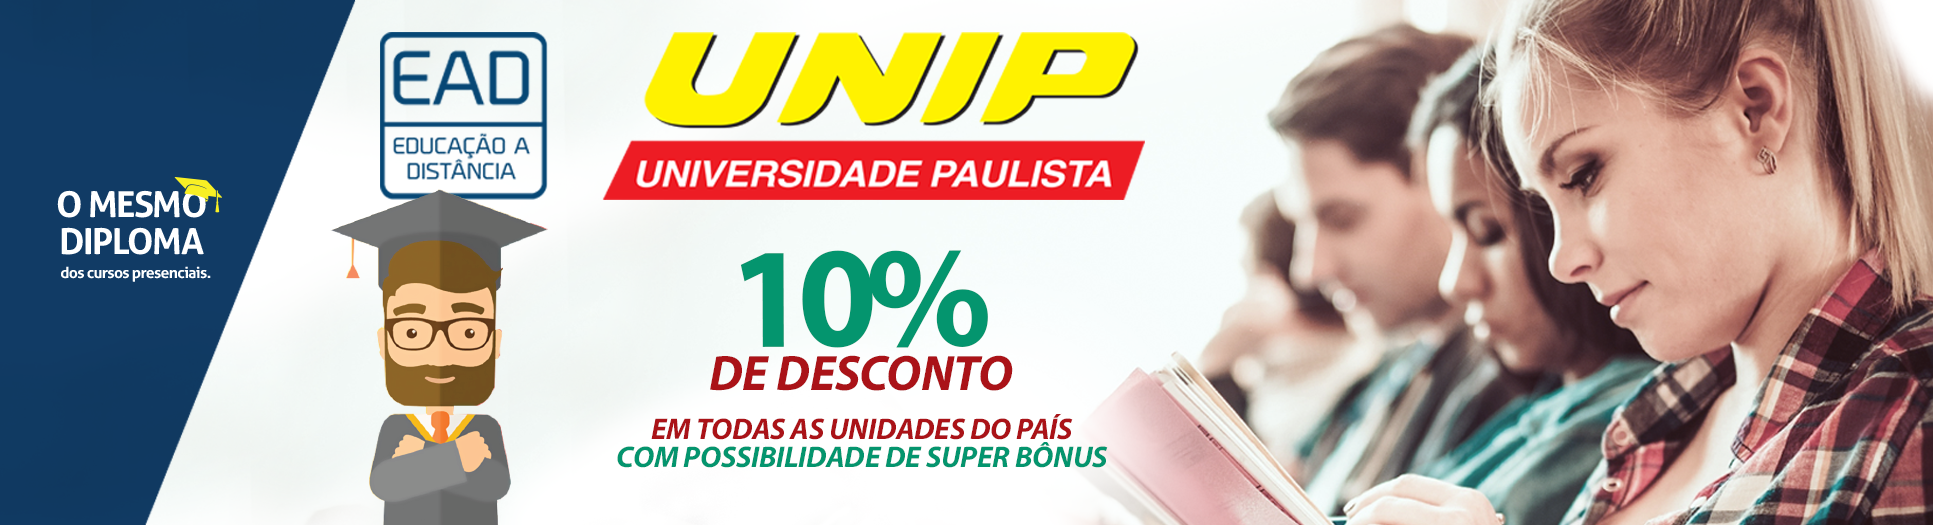 O MESMO
DIPLOMA
dos cursos presenciais.
EAD
EDUCAÇÃO A
DISTÂNCIA
UNIP
UNIVERSIDADE PAULISTA
10%
DE DESCONTO
EM TODAS AS UNIDADES DO PAÍS
COM POSSIBILIDADE DE SUPER BÔNUS